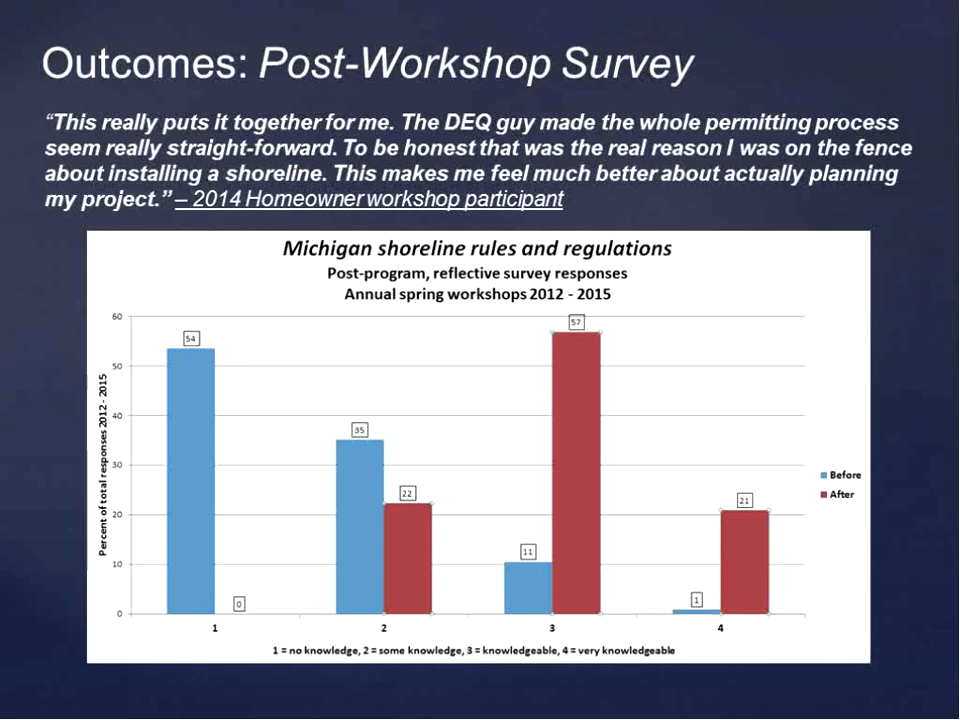 Outcomes: Post-Workshop Survey
“This really puts it together for me. The DEQ guy made the whole permitting process
seem really straight-forward. To be honest that was the real reason I was on the fence
about installing a shoreline. This makes me feel much better about actually planning
my project.” – 2014 Homeowner workshop participant
Michigan shoreline rules and regulations
Post-program, reflective survey responses
Annual spring workshops 2012 - 2015
Percent of total responses 2012 - 2015
60
50
40
30
20
10
0
54
0
35
22
11
57
1
21
Before
After
1
2
3
4
1 = no knowledge, 2 = some knowledge, 3 = knowledgeable, 4 = very knowledgeable